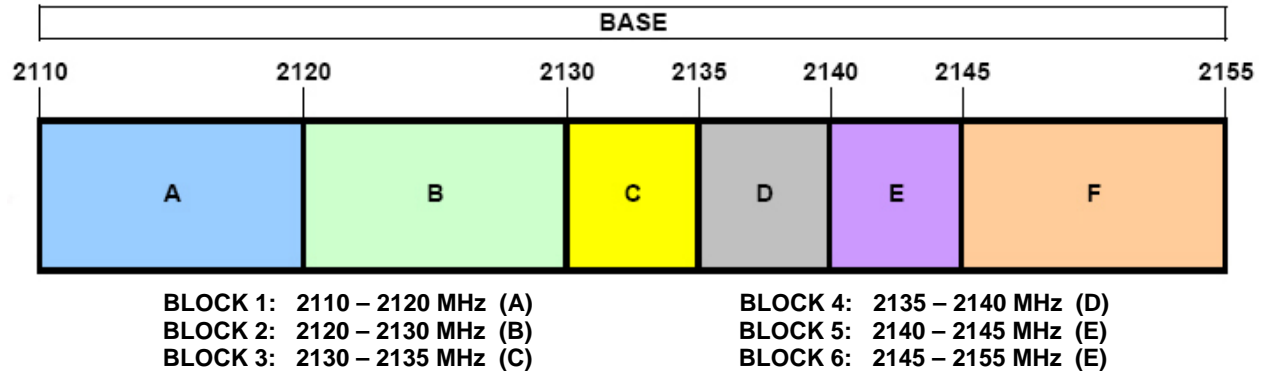 BASE
2110 2120 2130 2135 2140 2145 2155
A B C D E F
BLOCK 1: 2110 – 2120 MHz (A)
BLOCK 2: 2120 – 2130 MHz (B)
BLOCK 3: 2130 – 2135 MHz (C)
BLOCK 4: 2135 – 2140 MHz (D)
BLOCK 5: 2140 – 2145 MHz (E)
BLOCK 6: 2145 – 2155 MHz (E)